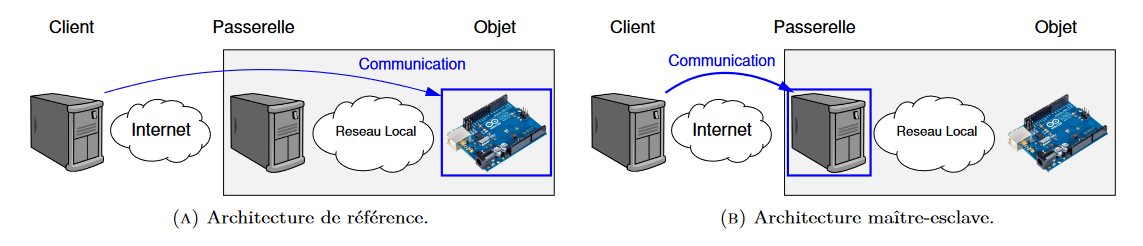 Client Passerelle Objet
Communication
Internet
Reseau Local
(A) Architecture de référence.
Client Passerelle Objet
Communication
Internet
Reseau Local
(B) Architecture maître-esclave.